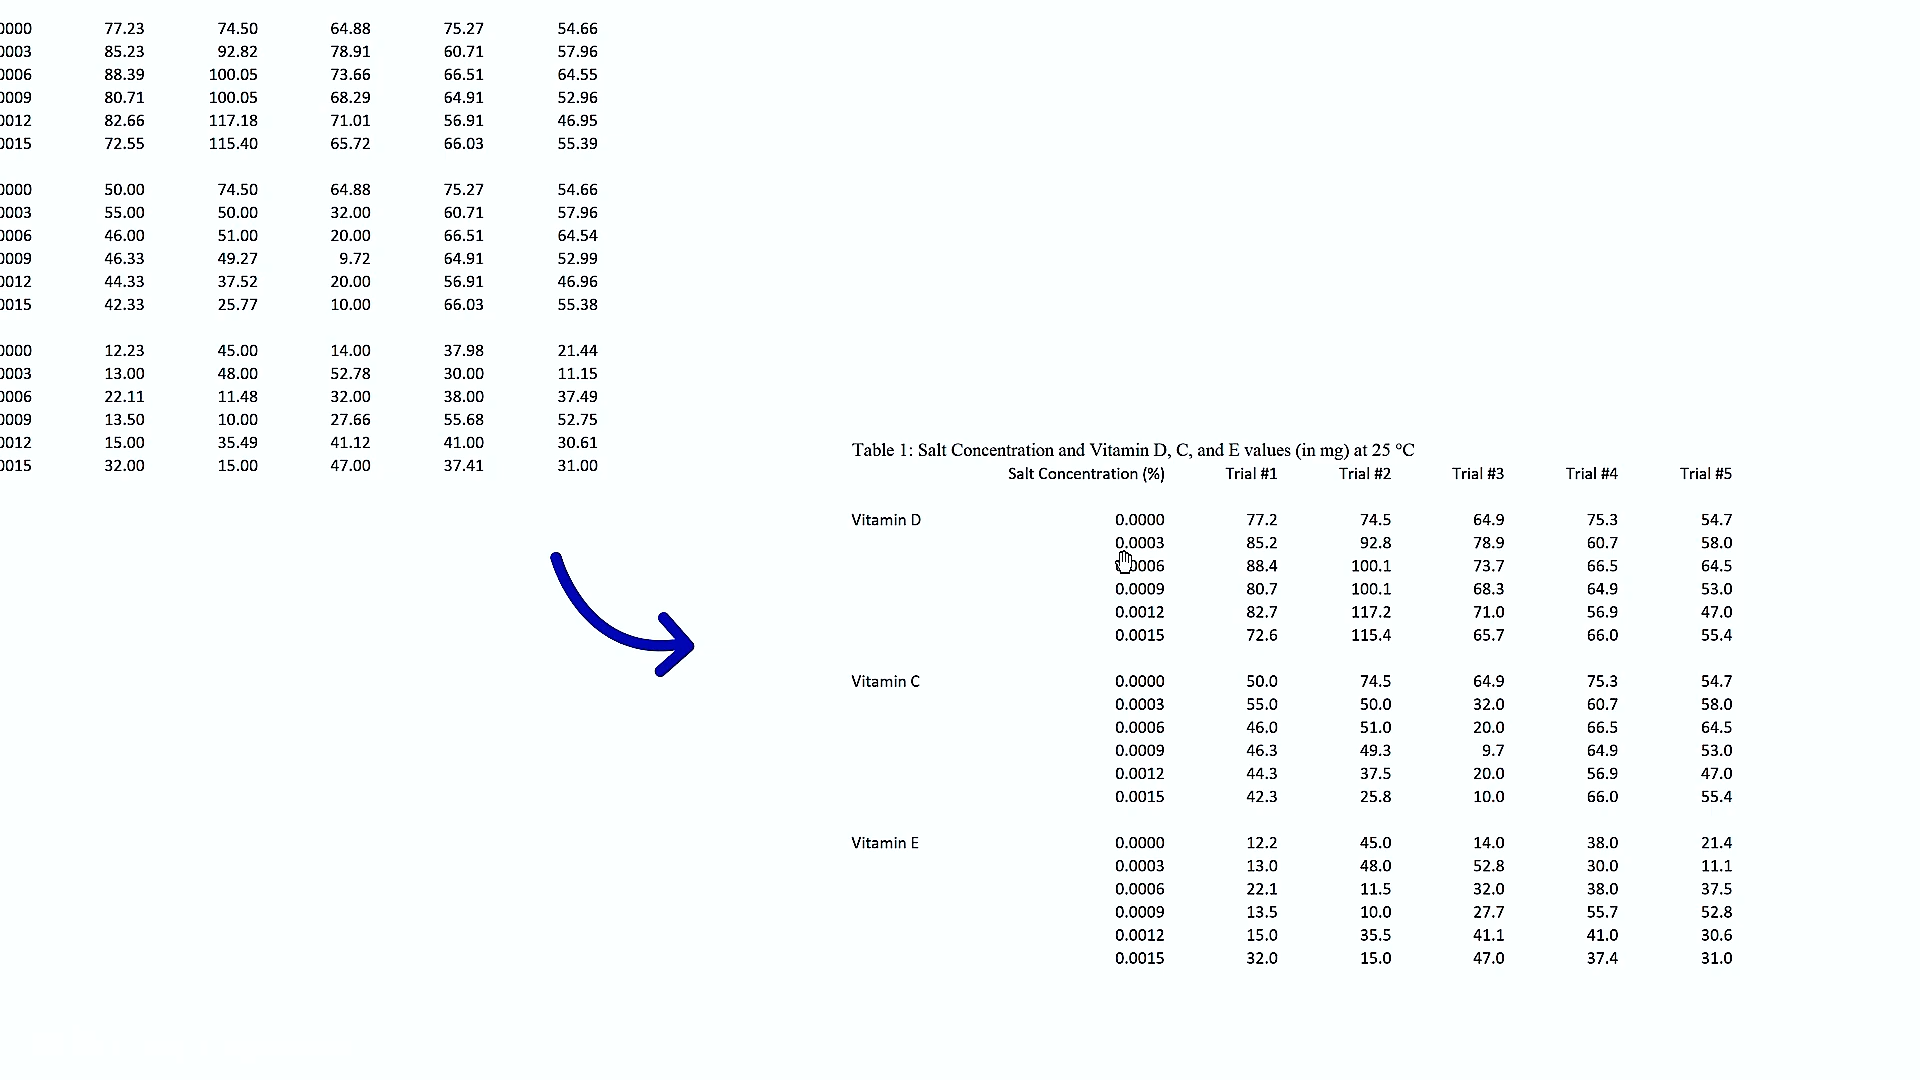 0000 77.23 74.50 64.88 75.27 54.66
0003 85.23 92.82 78.91 60.71 57.96
0006 88.39 100.05 73.66 66.51 64.55
0009 80.71 100.05 68.29 64.91 52.96
0012 82.66 117.18 71.01 56.91 46.95
0015 72.55 115.40 65.72 66.03 55.39
0000 50.00 74.50 64.88 75.27 54.66
0003 55.00 50.00 32.00 60.71 57.96
0006 46.00 51.00 20.00 66.51 64.54
0009 46.33 49.27 9.72 64.91 52.99
0012 44.33 37.52 20.00 56.91 46.96
0015 42.33 25.77 10.00 66.03 55.38
0000 12.23 45.00 14.00 37.98 21.44
0003 13.00 48.00 52.78 30.00 11.15
0006 22.11 11.48 32.00 38.00 37.49
0009 13.50 10.00 27.66 55.68 52.75
0012 15.00 35.49 41.12 41.00 30.61
0015 32.00 15.00 47.00 37.41 31.00
Table 1: Salt Concentration and Vitamin D, C, and E values (in mg) at 25 °C
Salt Concentration (%) Trial #1 Trial #2 Trial #3 Trial #4 Trial #5
Vitamin D 0.0000 77.2 74.5 64.9 75.3 54.7
0.0003 85.2 92.8 78.9 60.7 58.0
0.0006 88.4 100.1 73.7 66.5 64.5
0.0009 80.7 100.1 68.3 64.9 53.0
0.0012 82.7 117.2 71.0 56.9 47.0
0.0015 72.6 115.4 65.7 66.0 55.4
Vitamin C 0.0000 50.0 74.5 64.9 75.3 54.7
0.0003 55.0 50.0 32.0 60.7 58.0
0.0006 46.0 51.0 20.0 66.5 64.5
0.0009 46.3 49.3 9.7 64.9 53.0
0.0012 44.3 37.5 20.0 56.9 47.0
0.0015 42.3 25.8 10.0 66.0 55.4
Vitamin E 0.0000 12.2 45.0 14.0 38.0 21.4
0.0003 13.0 48.0 52.8 30.0 11.1
0.0006 22.1 11.5 32.0 38.0 37.5
0.0009 13.5 10.0 27.7 55.7 52.8
0.0012 15.0 35.5 41.1 41.0 30.6
0.0015 32.0 15.0 47.0 37.4 31.0